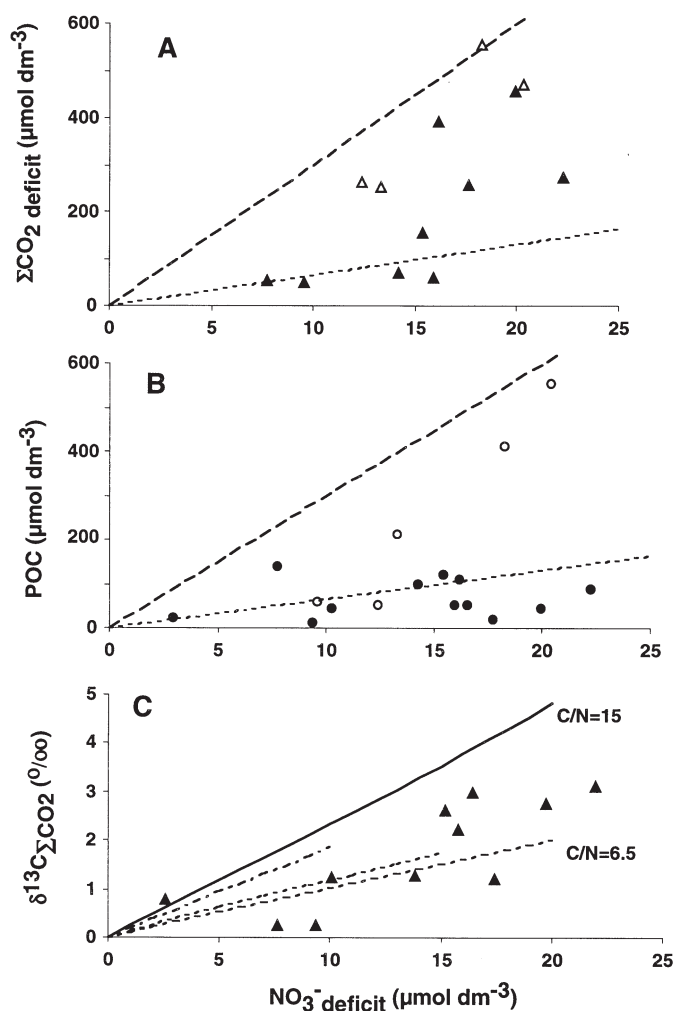 A
ΣCO₂ deficit (µmol dm⁻³)
600
400
200
0
0 5 10 15 20 25
B
POC (µmol dm⁻³)
600
400
200
0
0 5 10 15 20 25
C
δ¹³CΣCO2 (º/oo)
5
4
3
2
1
0
C/N=15
C/N=6.5
0 5 10 15 20 25
NO₃⁻deficit (µmol dm⁻³)